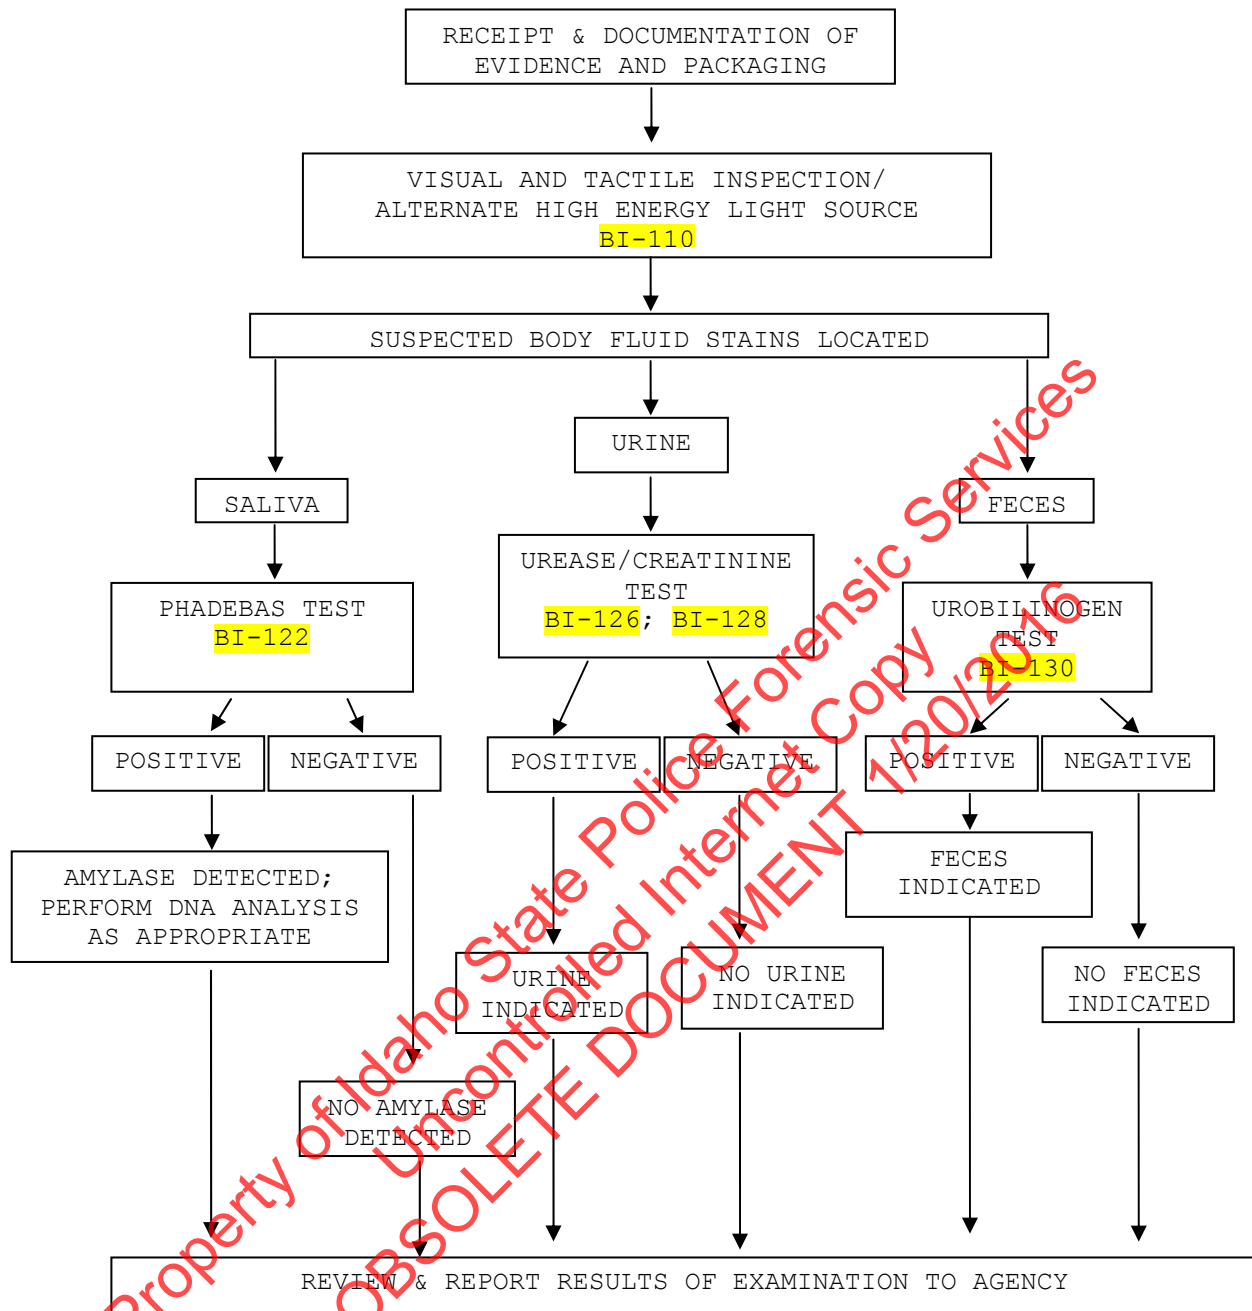 RECEIPT & DOCUMENTATION OF
EVIDENCE AND PACKAGING
VISUAL AND TACTILE INSPECTION/
ALTERNATE HIGH ENERGY LIGHT SOURCE
BI-110
SUSPECTED BODY FLUID STAINS LOCATED
SALIVA
URINE
FECES
PHADEBAS TEST
BI-122
UREASE/CREATININE
TEST
BI-126; BI-128
UROBILINOGEN
TEST
BI-130
POSITIVE
NEGATIVE
POSITIVE
NEGATIVE
POSITIVE
NEGATIVE
AMYLASE DETECTED;
PERFORM DNA ANALYSIS
AS APPROPRIATE
NO AMYLASE
DETECTED
URINE
INDICATED
NO URINE
INDICATED
FECES
INDICATED
NO FECES
INDICATED
REVIEW & REPORT RESULTS OF EXAMINATION TO AGENCY
Property of Idaho State Police Forensic Services
Uncontrolled Internet Copy
OBSOLETE DOCUMENT 1/20/2016